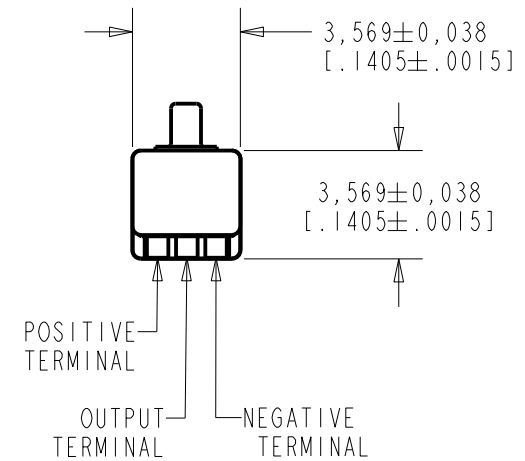 3,569±0,038
[.1405±.0015]
3,569±0,038
[.1405±.0015]
POSITIVE
TERMINAL
OUTPUT
TERMINAL
NEGATIVE
TERMINAL